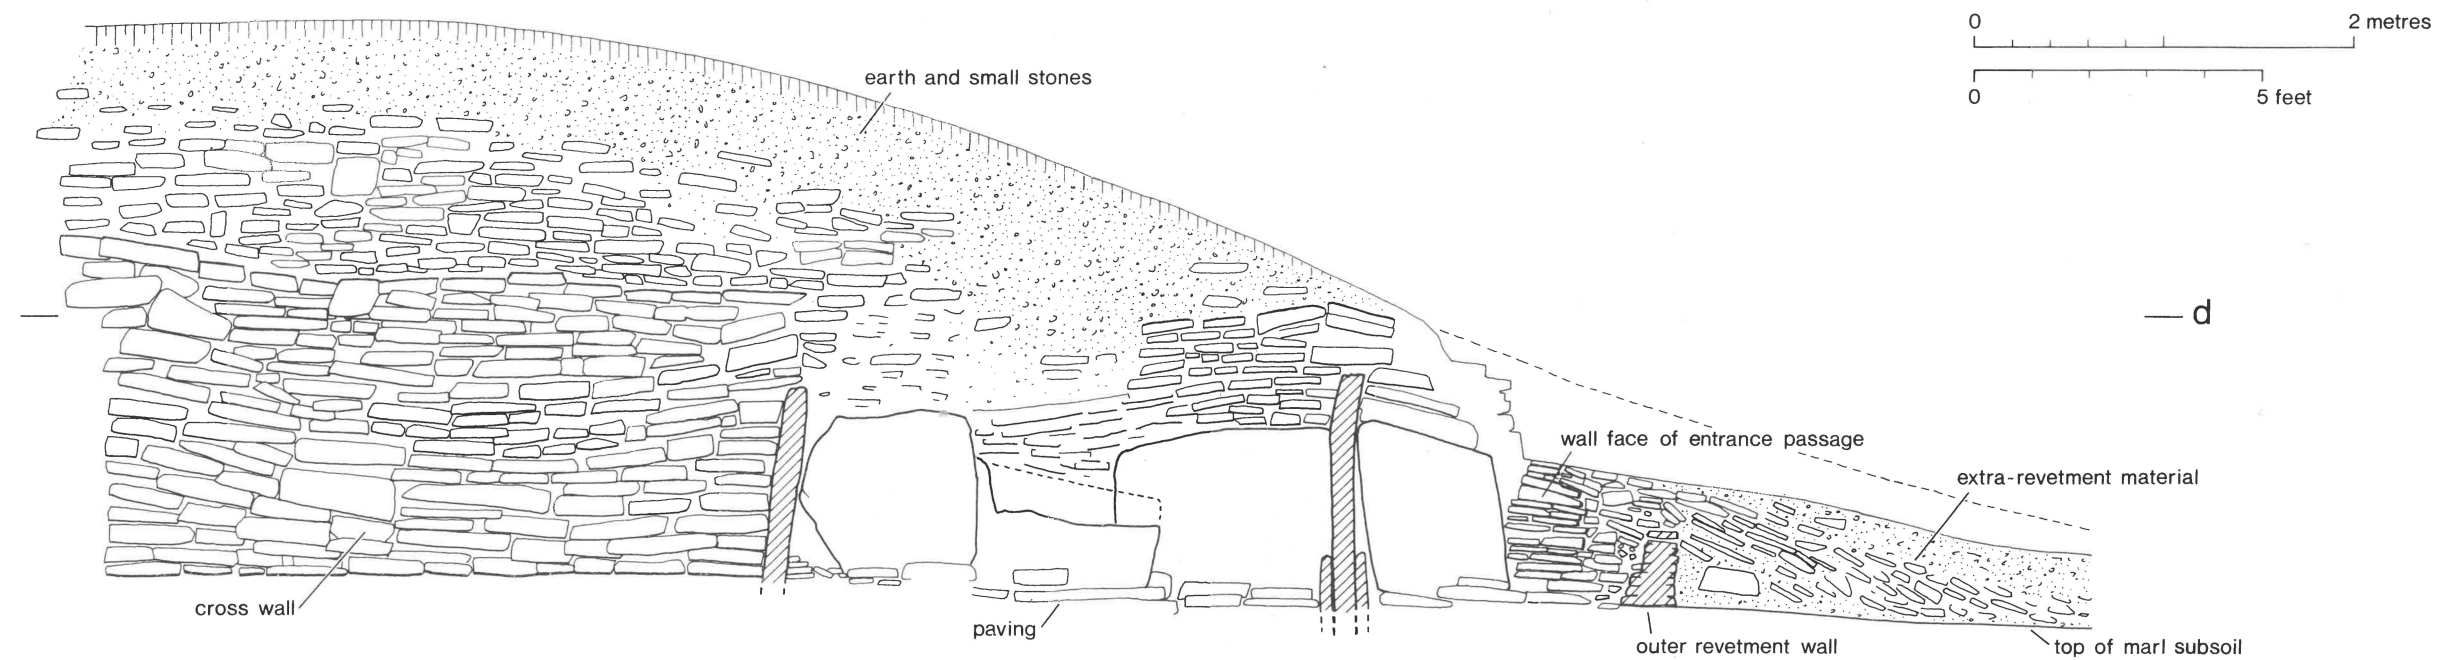 0 2 metres
0 5 feet
earth and small stones
d
wall face of entrance passage
extra-revetment material
cross wall
paving
outer revetment wall
top of marl subsoil